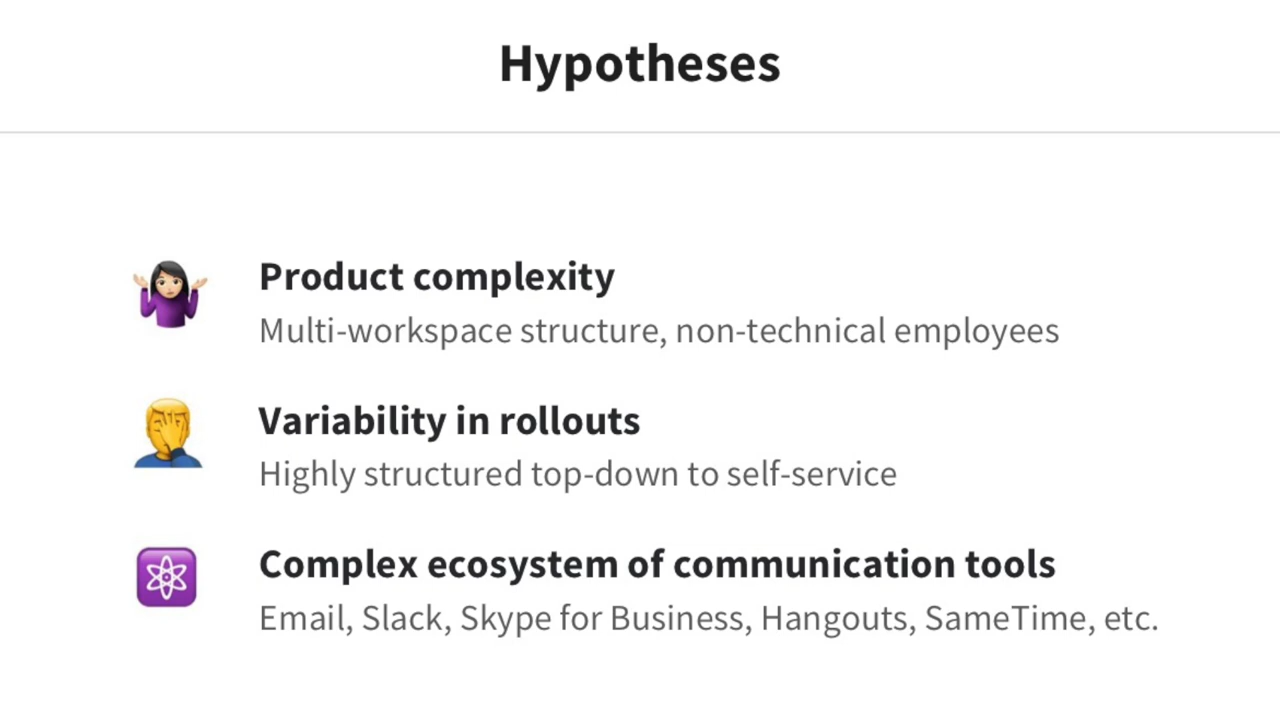 Hypotheses
Product complexity
Multi-workspace structure, non-technical employees
Variability in rollouts
Highly structured top-down to self-service
Complex ecosystem of communication tools
Email, Slack, Skype for Business, Hangouts, SameTime, etc.